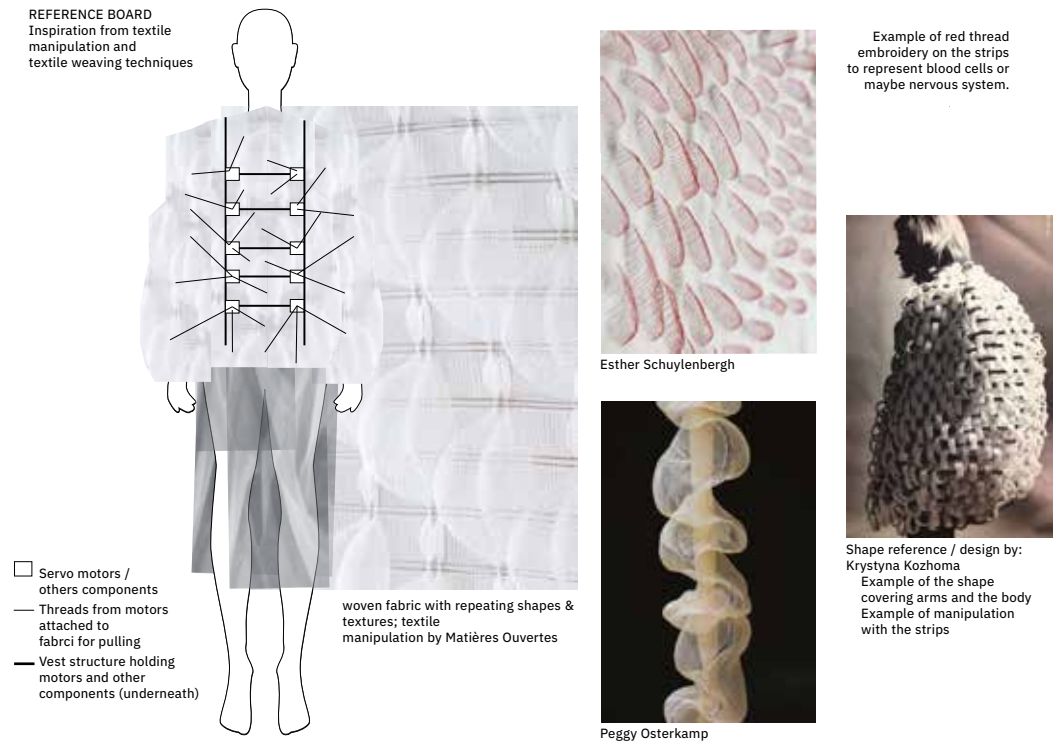 REFERENCE BOARD
Inspiration from textile
manipulation and
textile weaving techniques
Example of red thread
embroidery on the strips
to represent blood cells or
maybe nervous system.
Esther Schuylenbergh
Shape reference / design by:
Krystyna Kozhoma
Example of the shape
covering arms and the body
Example of manipulation
with the strips
Servo motors /
others components
Threads from motors
attached to
fabrci for pulling
Vest structure holding
motors and other
components (underneath)
woven fabric with repeating shapes &
textures; textile
manipulation by Matières Ouvertes
Peggy Osterkamp